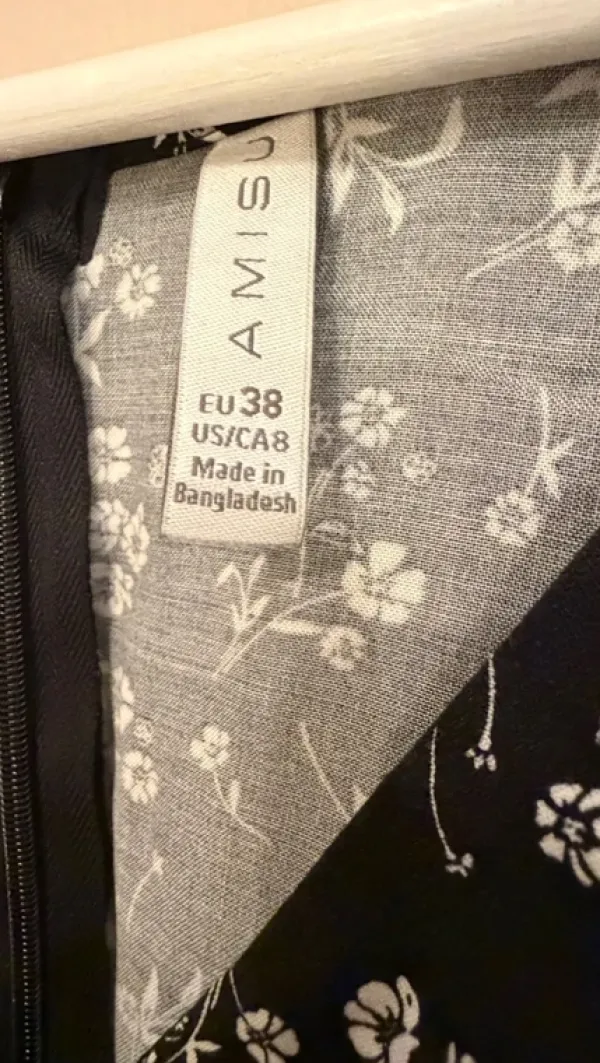 AMISU
EU 38
US/CA8
Made in
Bangladesh